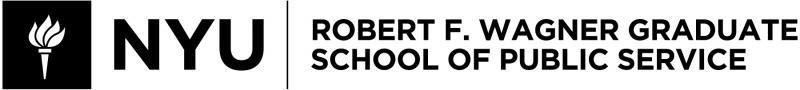 NYU
ROBERT F. WAGNER GRADUATE
SCHOOL OF PUBLIC SERVICE